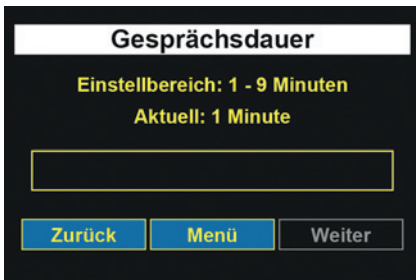 Gesprächsdauer
Einstellbereich: 1 - 9 Minuten
Aktuell: 1 Minute
Zurück Menü Weiter